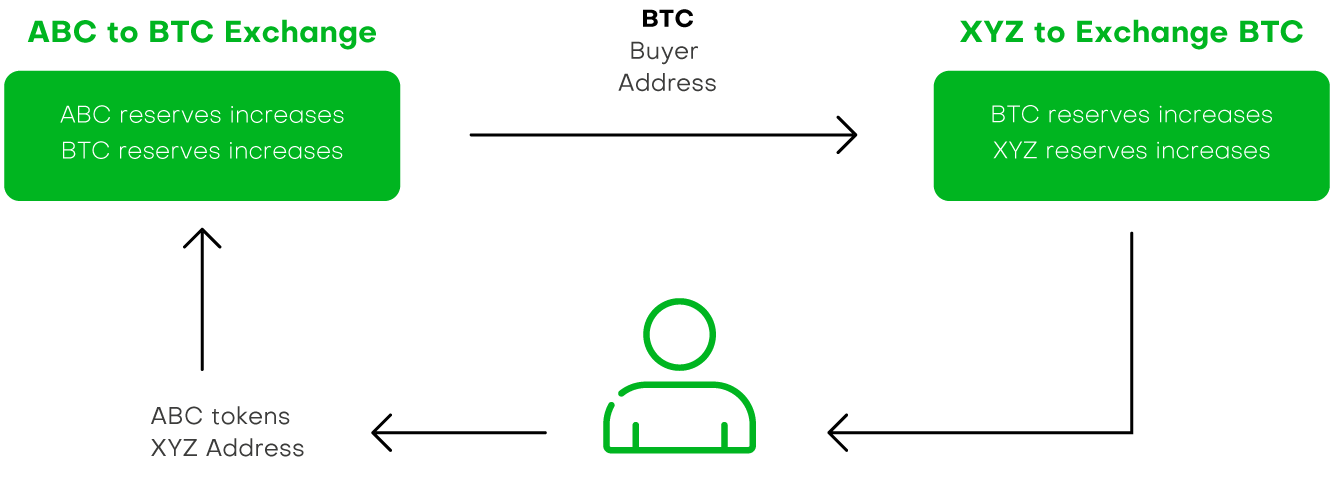 ABC to BTC Exchange
ABC reserves increases
BTC reserves increases
BTC
Buyer
Address
XYZ to Exchange BTC
BTC reserves increases
XYZ reserves increases
ABC tokens
XYZ Address